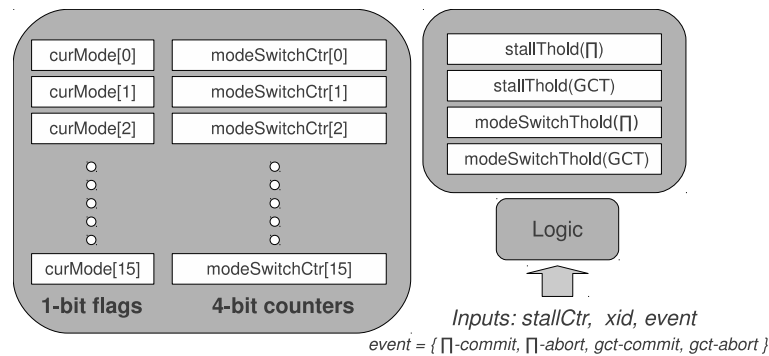 curMode[0] modeSwitchCtr[0]
curMode[1] modeSwitchCtr[1]
curMode[2] modeSwitchCtr[2]
curMode[15] modeSwitchCtr[15]
1-bit flags 4-bit counters
stallThold(∏)
stallThold(GCT)
modeSwitchThold(∏)
modeSwitchThold(GCT)
Logic
Inputs: stallCtr, xid, event
event = { ∏-commit, ∏-abort, gct-commit, gct-abort }